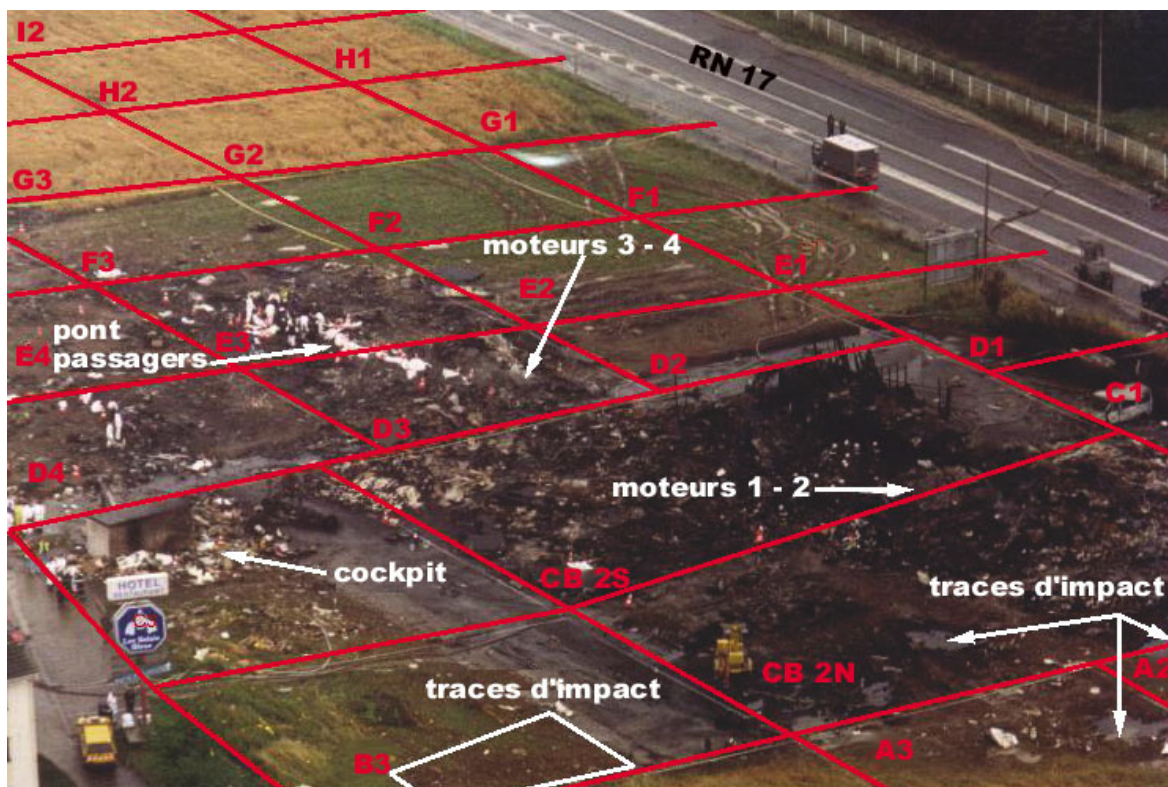 I2
H1
RN 17
H2
G1
G2
G3
F1
F2
moteurs 3 - 4
F3
E1
E2
pont
passagers
E3
E4
D1
D2
C1
D3
D4
moteurs 1 - 2
cockpit
CB 2S
traces d'impact
HOTEL
RESTAURANT
CB 2N
A2
traces d'impact
A3
B3